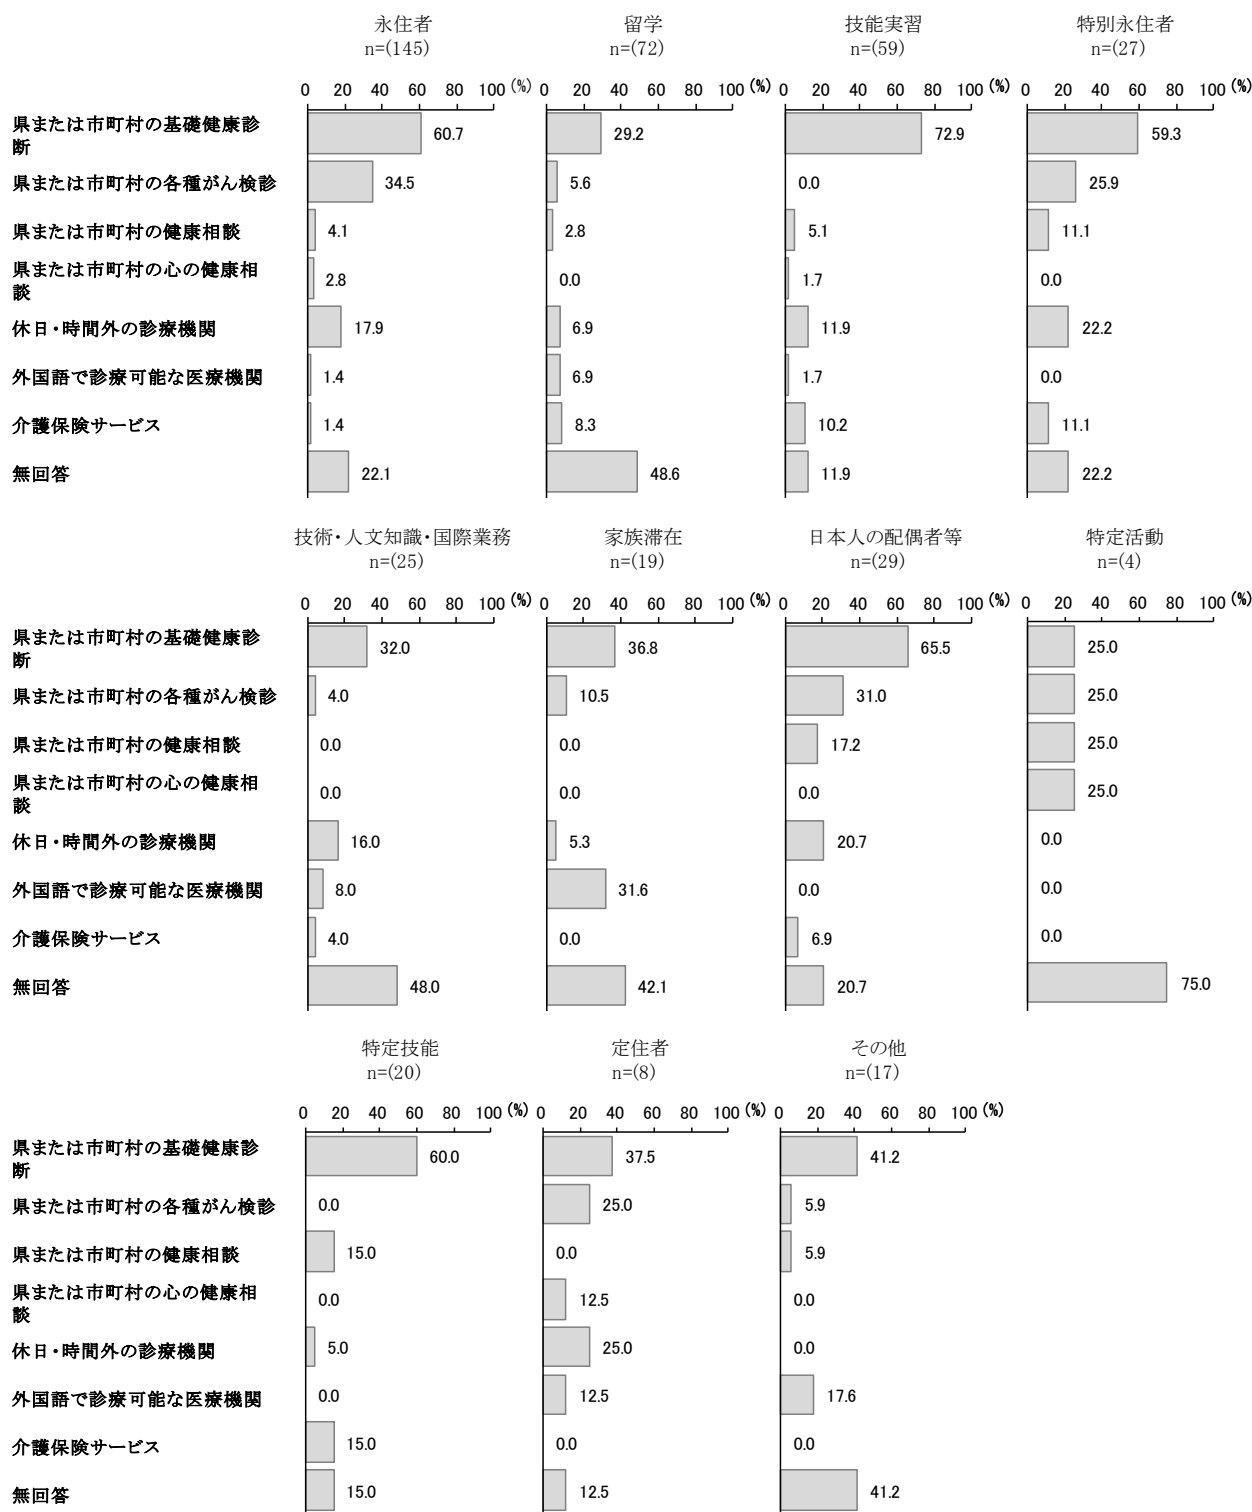 永住者 留学 技能実習 特別永住者
n=(145) n=(72) n=(59) n=(27)
0 20 40 60 80 100 (%) 0 20 40 60 80 100 (%) 0 20 40 60 80 100 (%) 0 20 40 60 80 100 (%)
県または市町村の基礎健康診
断
60.7 29.2 72.9 59.3
県または市町村の各種がん検診 34.5 5.6 0.0 25.9
県または市町村の健康相談 4.1 2.8 5.1 11.1
県または市町村の心の健康相
談
2.8 0.0 1.7 0.0
休日・時間外の診療機関 17.9 6.9 11.9 22.2
外国語で診療可能な医療機関 1.4 6.9 1.7 0.0
介護保険サービス 1.4 8.3 10.2 11.1
無回答 22.1 48.6 11.9 22.2
技術・人文知識・国際業務 家族滞在 日本人の配偶者等 特定活動
n=(25) n=(19) n=(29) n=(4)
0 20 40 60 80 100 (%) 0 20 40 60 80 100 (%) 0 20 40 60 80 100 (%) 0 20 40 60 80 100 (%)
県または市町村の基礎健康診
断
32.0 36.8 65.5 25.0
県または市町村の各種がん検診 4.0 10.5 31.0 25.0
県または市町村の健康相談 0.0 0.0 17.2 25.0
県または市町村の心の健康相
談
0.0 0.0 0.0 25.0
休日・時間外の診療機関 16.0 5.3 20.7 0.0
外国語で診療可能な医療機関 8.0 31.6 0.0 0.0
介護保険サービス 4.0 0.0 6.9 0.0
無回答 48.0 42.1 20.7 75.0
特定技能 定住者 その他
n=(20) n=(8) n=(17)
0 20 40 60 80 100 (%) 0 20 40 60 80 100 (%) 0 20 40 60 80 100 (%)
県または市町村の基礎健康診
断
60.0 37.5 41.2
県または市町村の各種がん検診 0.0 25.0 5.9
県または市町村の健康相談 15.0 0.0 5.9
県または市町村の心の健康相
談
0.0 12.5 0.0
休日・時間外の診療機関 5.0 25.0 0.0
外国語で診療可能な医療機関 0.0 12.5 17.6
介護保険サービス 15.0 0.0 0.0
無回答 15.0 12.5 41.2